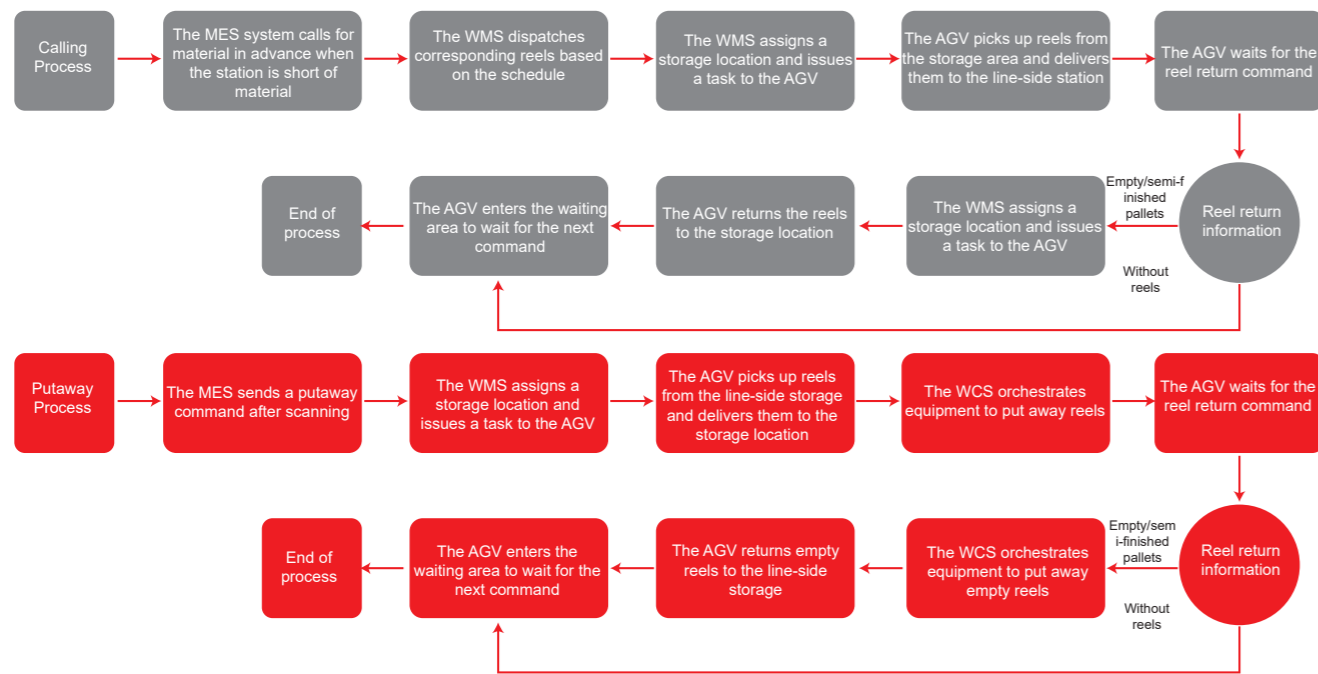 Calling
Process
The MES system calls for
material in advance when
the station is short of
material
The WMS dispatches
corresponding reels based
on the schedule
The WMS assigns a
storage location and issues
a task to the AGV
The AGV picks up reels from
the storage area and delivers
them to the line-side station
The AGV waits for the
reel return command
End of
process
The AGV enters the waiting
area to wait for the next
command
The AGV returns the reels
to the storage location
The WMS assigns a
storage location and issues
a task to the AGV
Empty/semi-f
inished
pallets
Without
reels
Reel return
information
Putaway
Process
The MES sends a putaway
command after scanning
The WMS assigns a
storage location and
issues a task to the AGV
The AGV picks up reels
from the line-side storage
and delivers them to the
storage location
The WCS orchestrates
equipment to put away reels
The AGV waits for the
reel return command
End of
process
The AGV enters the
waiting area to wait for the
next command
The AGV returns empty
reels to the line-side
storage
The WCS orchestrates
equipment to put away
empty reels
Empty/sem
i-finished
pallets
Without
reels
Reel return
information